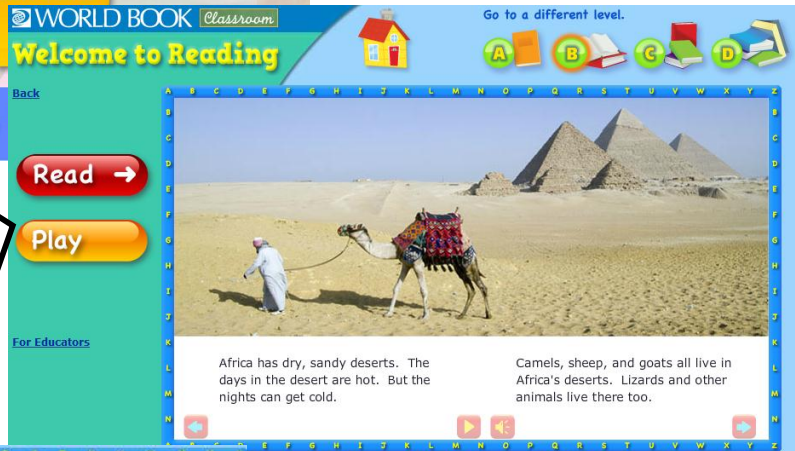 WORLD BOOK Classroom
Go to a different level.
Welcome to Reading
A B C D
Back
A B C D E F G H I J K L M N O P Q R S T U V W X Y Z
B B
C C
D D
E E
Read
F F
Play
G G
H H
I I
J J
For Educators
K K
L L
M M
N N
Africa has dry, sandy deserts. The
days in the desert are hot. But the
nights can get cold.
Camels, sheep, and goats all live in
Africa's deserts. Lizards and other
animals live there too.
E F G H I J K L M N O P Q R S T U V W X Y Z